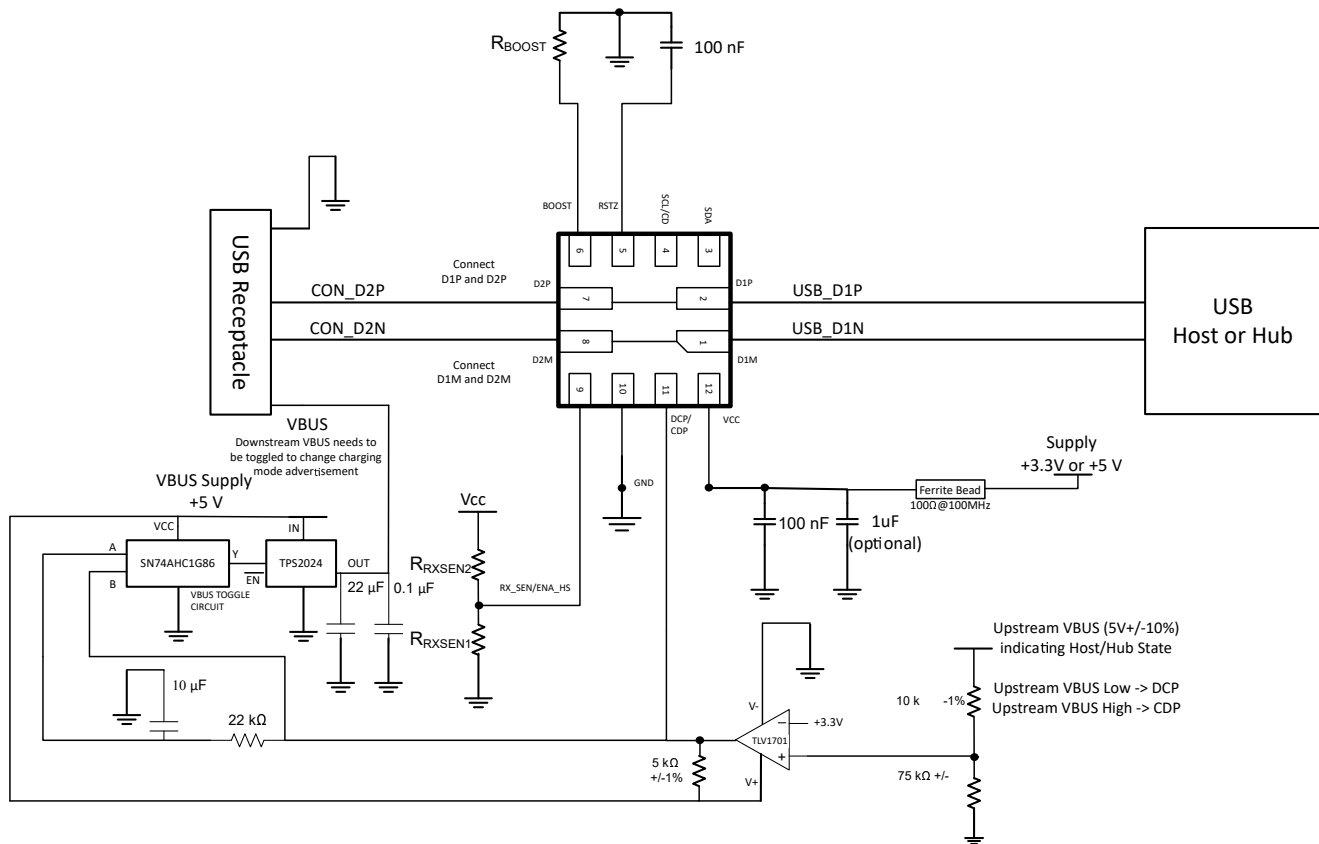 R_BOOST
100 nF
BOOST
RSTZ
SCL/CD
SDA
6
5
4
3
USB Receptacle
Connect
D1P and D2P
D2P
7
2
D1P
CON_D2P
USB_D1P
CON_D2N
USB_D1N
USB
Host or Hub
8
1
D2M
D1M
Connect
D1M and D2M
9
10
11
12
DCP/
CDP
VCC
VBUS
Downstream VBUS needs to
be toggled to change charging
mode advertisement
GND
Supply
+3.3V or +5 V
Ferrite Bead
100Ω@100MHz
100 nF
1uF
(optional)
VBUS Supply
+5 V
VCC
IN
A
B
SN74AHC1G86
Y
EN
TPS2024
OUT
VBUS TOGGLE
CIRCUIT
22 µF
0.1 µF
Vcc
R_RXSEN2
RX_SEN/ENA_HS
R_RXSEN1
10 µF
22 kΩ
5 kΩ
+/-1%
V-
TLV1701
V+
−
+
+3.3V
Upstream VBUS (5V+/-10%)
indicating Host/Hub State
10 k
-1%
Upstream VBUS Low -> DCP
Upstream VBUS High -> CDP
75 kΩ +/-